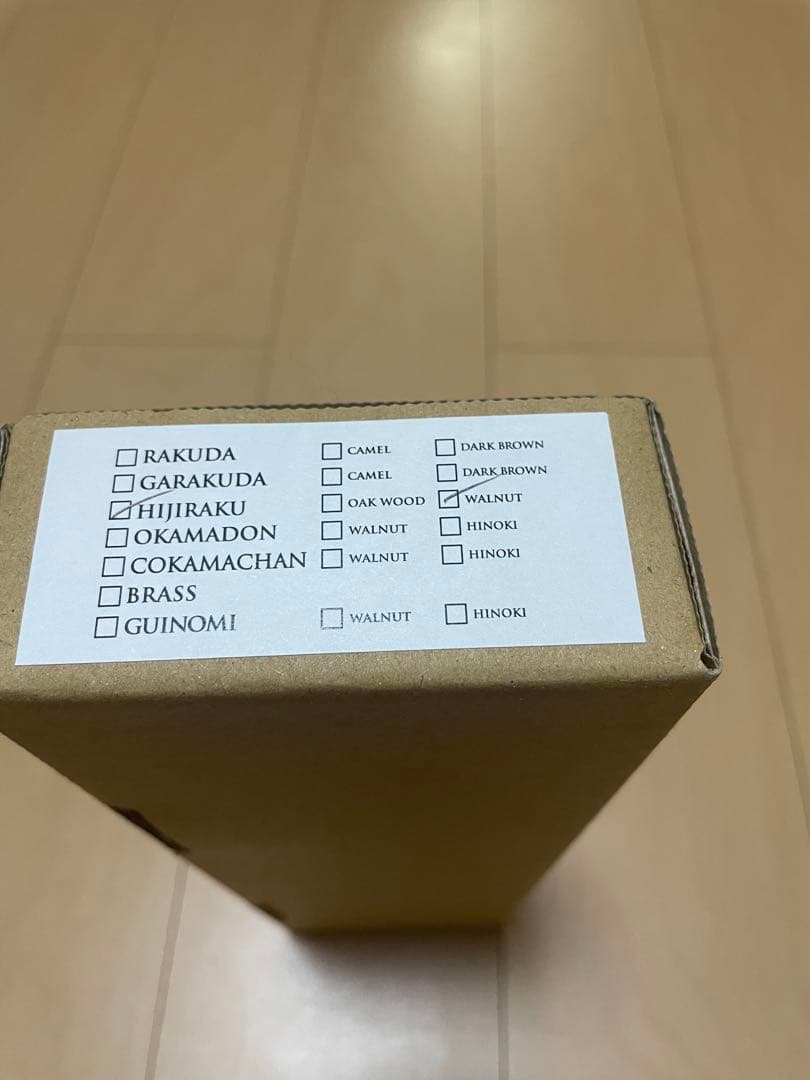 ☐ RAKUDA ☐ CAMEL ☐ DARK BROWN
☐ GARAKUDA ☐ CAMEL ☐ DARK BROWN
☑ HIJIRAKU ☐ OAK WOOD ☑ WALNUT
☐ OKAMADON ☐ WALNUT ☐ HINOKI
☐ COKAMACHAN ☐ WALNUT ☐ HINOKI
☐ BRASS
☐ GUINOMI ☐ WALNUT ☐ HINOKI